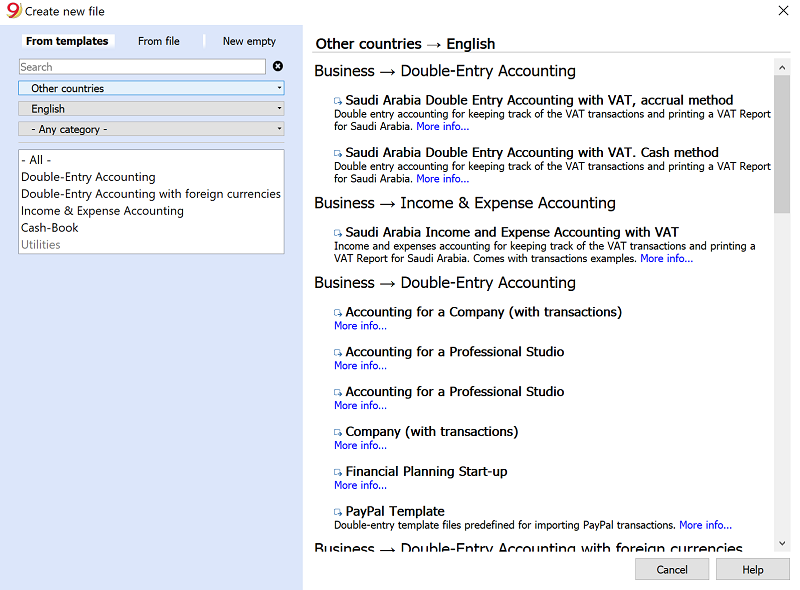 9 Create new file
From templates From file New empty
Search
Other countries
English
- Any category -
- All -
Double-Entry Accounting
Double-Entry Accounting with foreign currencies
Income & Expense Accounting
Cash-Book
Utilities
Other countries → English
Business → Double-Entry Accounting
Saudi Arabia Double Entry Accounting with VAT, accrual method
Double entry accounting for keeping track of the VAT transactions and printing a VAT Report
for Saudi Arabia. More info...
Saudi Arabia Double Entry Accounting with VAT. Cash method
Double entry accounting for keeping track of the VAT transactions and printing a VAT Report
for Saudi Arabia. More info...
Business → Income & Expense Accounting
Saudi Arabia Income and Expense Accounting with VAT
Income and expenses accounting for keeping track of the VAT transactions and printing a
VAT Report for Saudi Arabia. Comes with transactions examples. More info...
Business → Double-Entry Accounting
Accounting for a Company (with transactions)
More info...
Accounting for a Professional Studio
More info...
Accounting for a Professional Studio
More info...
Company (with transactions)
More info...
Financial Planning Start-up
More info...
PayPal Template
Double-entry template files predefined for importing PayPal transactions. More info...
Business → Double-Entry Accounting with foreign currencies
Cancel Help